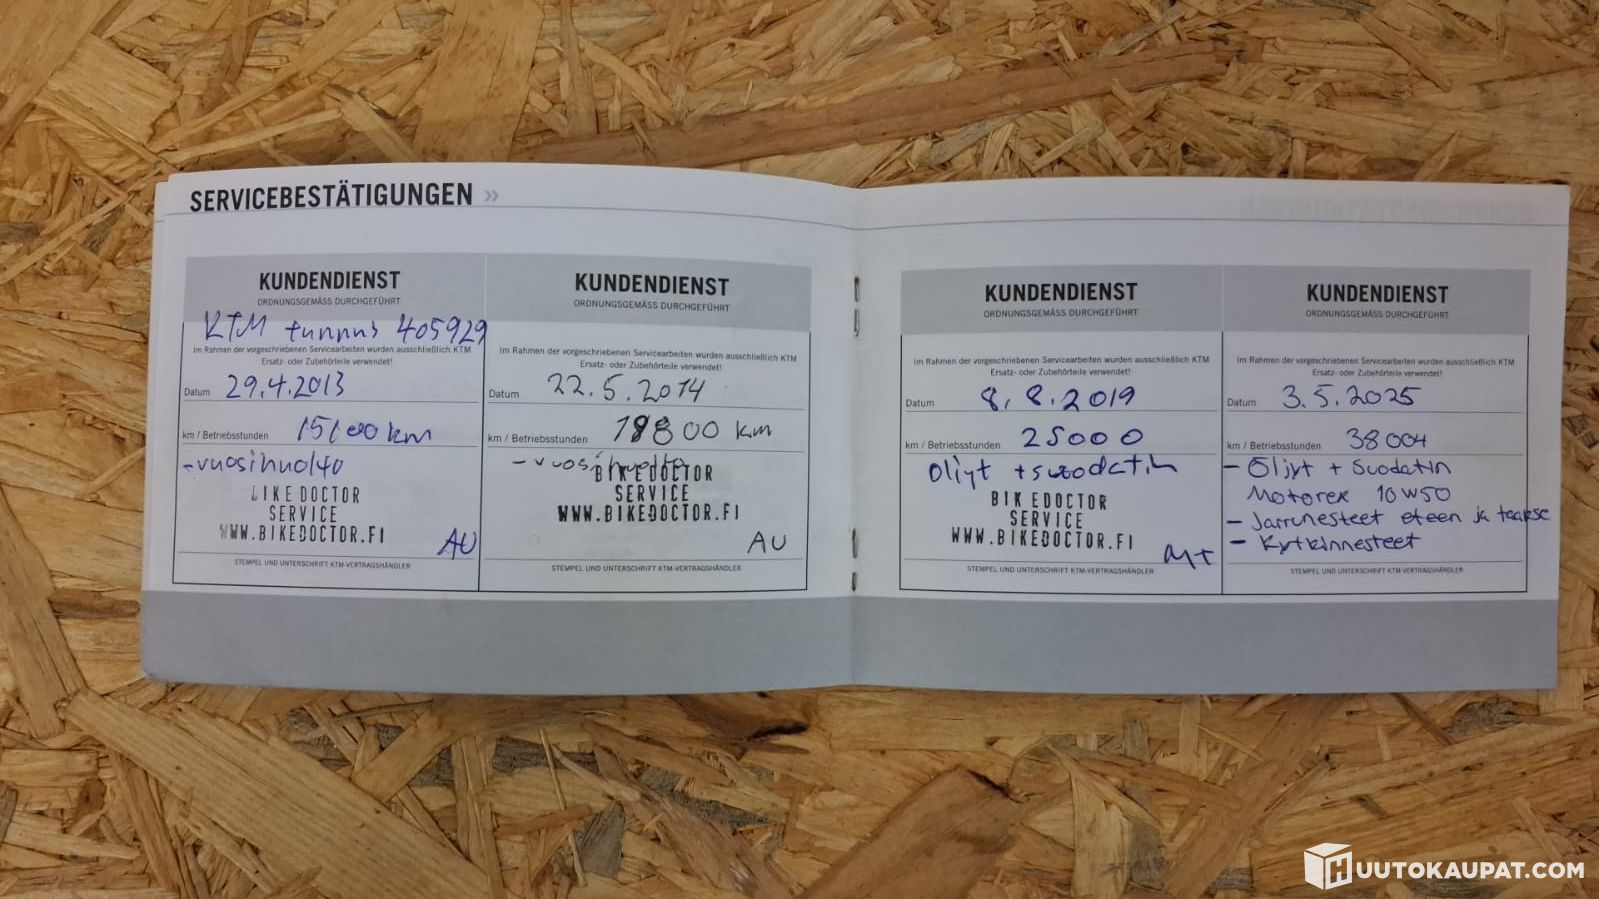 SERVICEBESTÄTIGUNGEN »
KUNDENDIENST
ORDNUNGSGEMÄSS DURCHGEFÜHRT
KTM tunnus 405929
Im Rahmen der vorgeschriebenen Servicearbeiten wurden ausschließlich KTM
Ersatz- oder Zubehörteile verwendet!
Datum 29.4.2013
km / Betriebsstunden km
-vuosihuolto
BIKEDOCTOR
SERVICE
WWW.BIKEDOCTOR.FI
AU
STEMPEL UND UNTERSCHRIFT KTM-VERTRAGSHÄNDLER
KUNDENDIENST
ORDNUNGSGEMÄSS DURCHGEFÜHRT
Im Rahmen der vorgeschriebenen Servicearbeiten wurden ausschließlich KTM
Ersatz- oder Zubehörteile verwendet!
Datum 22.5.2014
km / Betriebsstunden km
-vuosihuolto
BIKEDOCTOR
SERVICE
WWW.BIKEDOCTOR.FI
AU
STEMPEL UND UNTERSCHRIFT KTM-VERTRAGSHÄNDLER
KUNDENDIENST
ORDNUNGSGEMÄSS DURCHGEFÜHRT
Im Rahmen der vorgeschriebenen Servicearbeiten wurden ausschließlich KTM
Ersatz- oder Zubehörteile verwendet!
Datum 8.8.2019
km / Betriebsstunden 25000
Öljyt + suodatin
BIKEDOCTOR
SERVICE
WWW.BIKEDOCTOR.FI
STEMPEL UND UNTERSCHRIFT KTM-VERTRAGSHÄNDLER
KUNDENDIENST
ORDNUNGSGEMÄSS DURCHGEFÜHRT
Im Rahmen der vorgeschriebenen Servicearbeiten wurden ausschließlich KTM
Ersatz- oder Zubehörteile verwendet!
Datum 3.5.2025
km / Betriebsstunden 38004
- Öljyt + Suodatin
Motorex 10W50
- Jarrunesteet eteen ja taakse
- Kytkinnesteet
STEMPEL UND UNTERSCHRIFT KTM-VERTRAGSHÄNDLER
HUUTOKAUPAT.COM